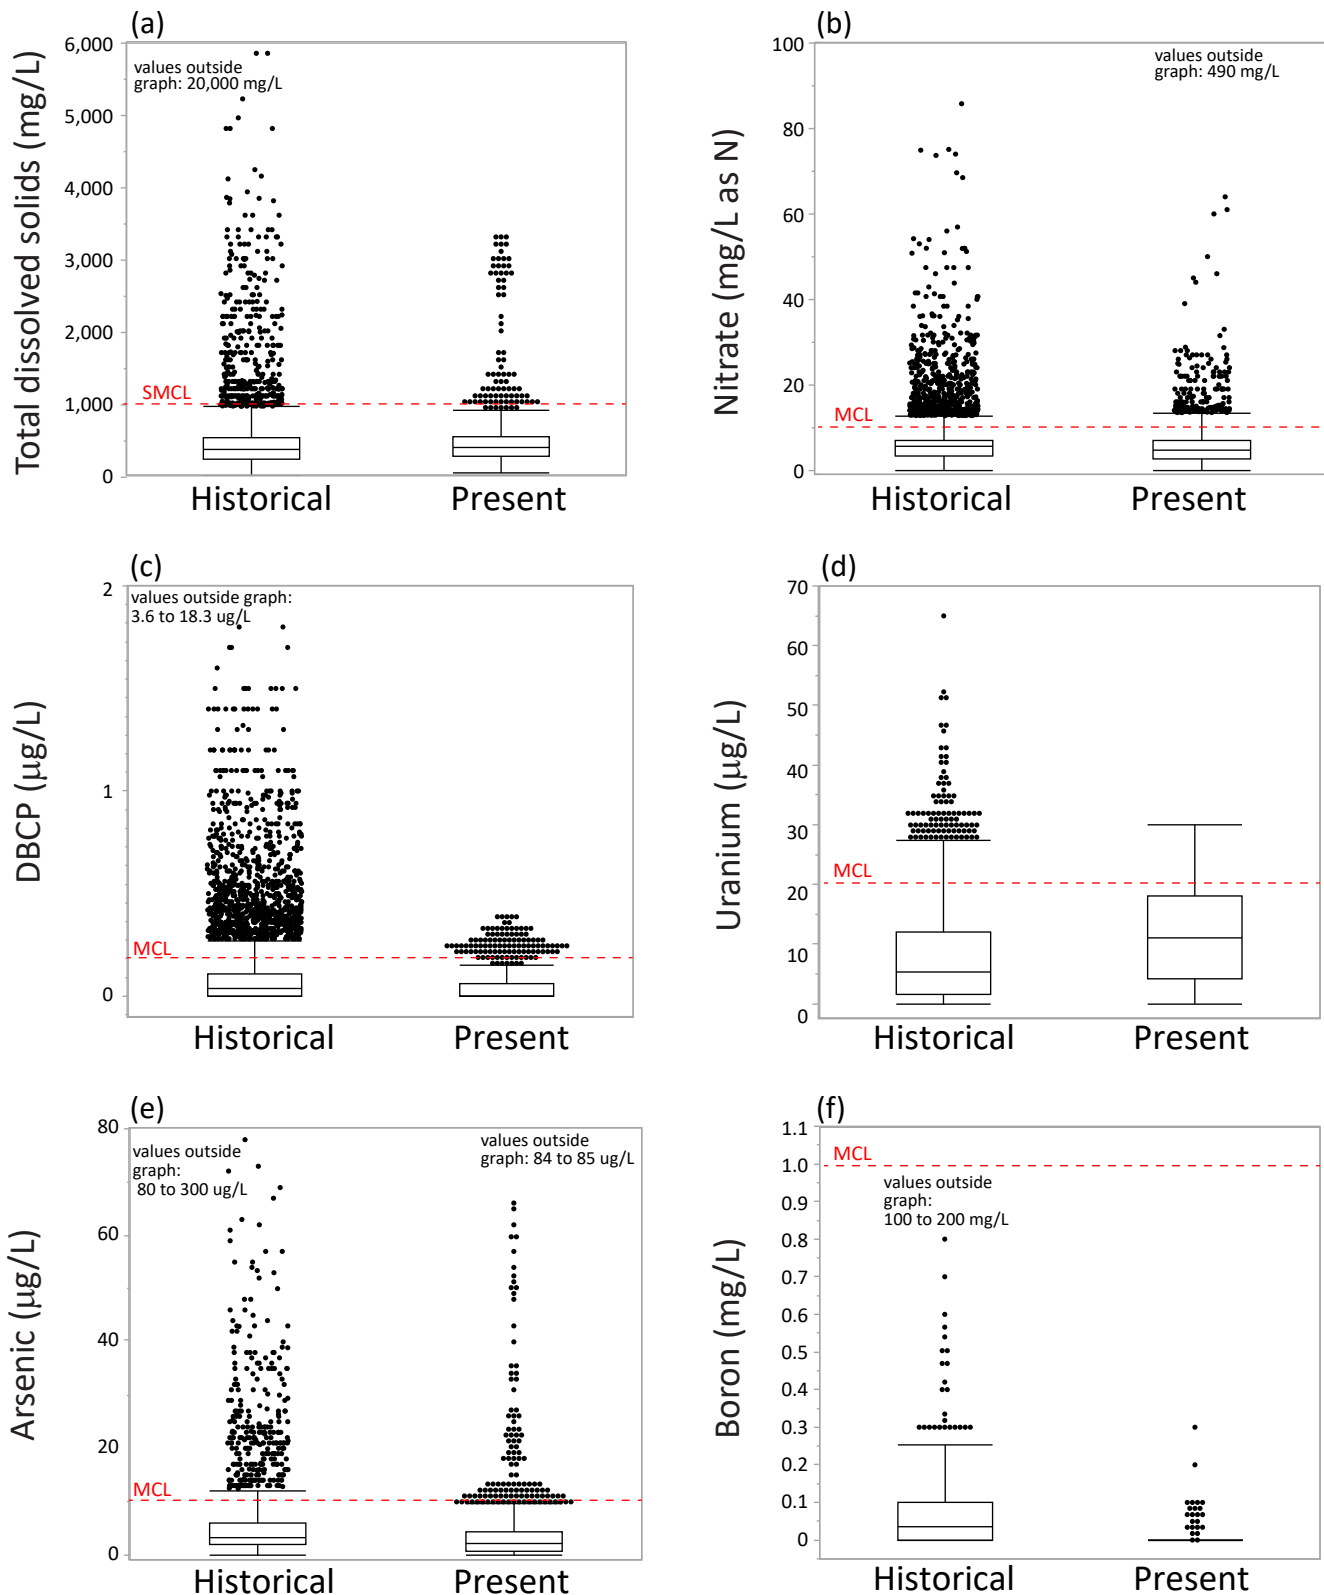 (a)
Total dissolved solids (mg/L)
6,000
5,000
4,000
3,000
2,000
1,000
0
values outside
graph: 20,000 mg/L
SMCL
Historical
Present
(b)
Nitrate (mg/L as N)
100
80
60
40
20
0
values outside
graph: 490 mg/L
MCL
Historical
Present
(c)
DBCP (µg/L)
2
1
0
values outside graph:
3.6 to 18.3 ug/L
MCL
Historical
Present
(d)
Uranium (µg/L)
70
60
50
40
30
20
10
0
MCL
Historical
Present
(e)
Arsenic (µg/L)
80
60
40
20
0
values outside
graph:
80 to 300 ug/L
values outside
graph: 84 to 85 ug/L
MCL
Historical
Present
(f)
Boron (mg/L)
1.1
1.0
0.9
0.8
0.7
0.6
0.5
0.4
0.3
0.2
0.1
0
MCL
values outside
graph:
100 to 200 mg/L
Historical
Present